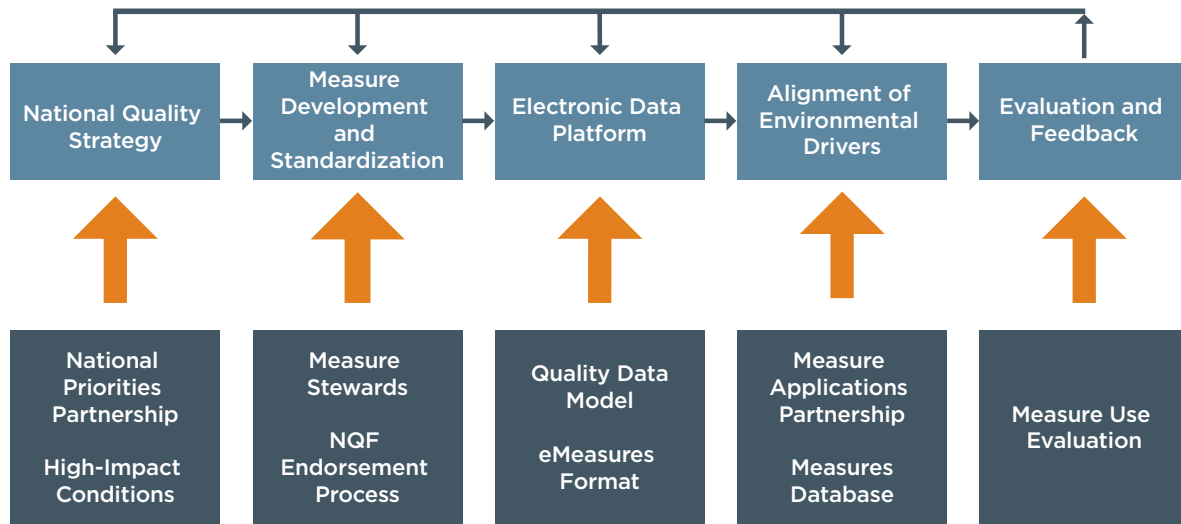 National Quality
Strategy
Measure
Development
and
Standardization
Electronic Data
Platform
Alignment of
Environmental
Drivers
Evaluation and
Feedback
National
Priorities
Partnership
High-Impact
Conditions
Measure
Stewards
NQF
Endorsement
Process
Quality Data
Model
eMeasures
Format
Measure
Applications
Partnership
Measures
Database
Measure Use
Evaluation